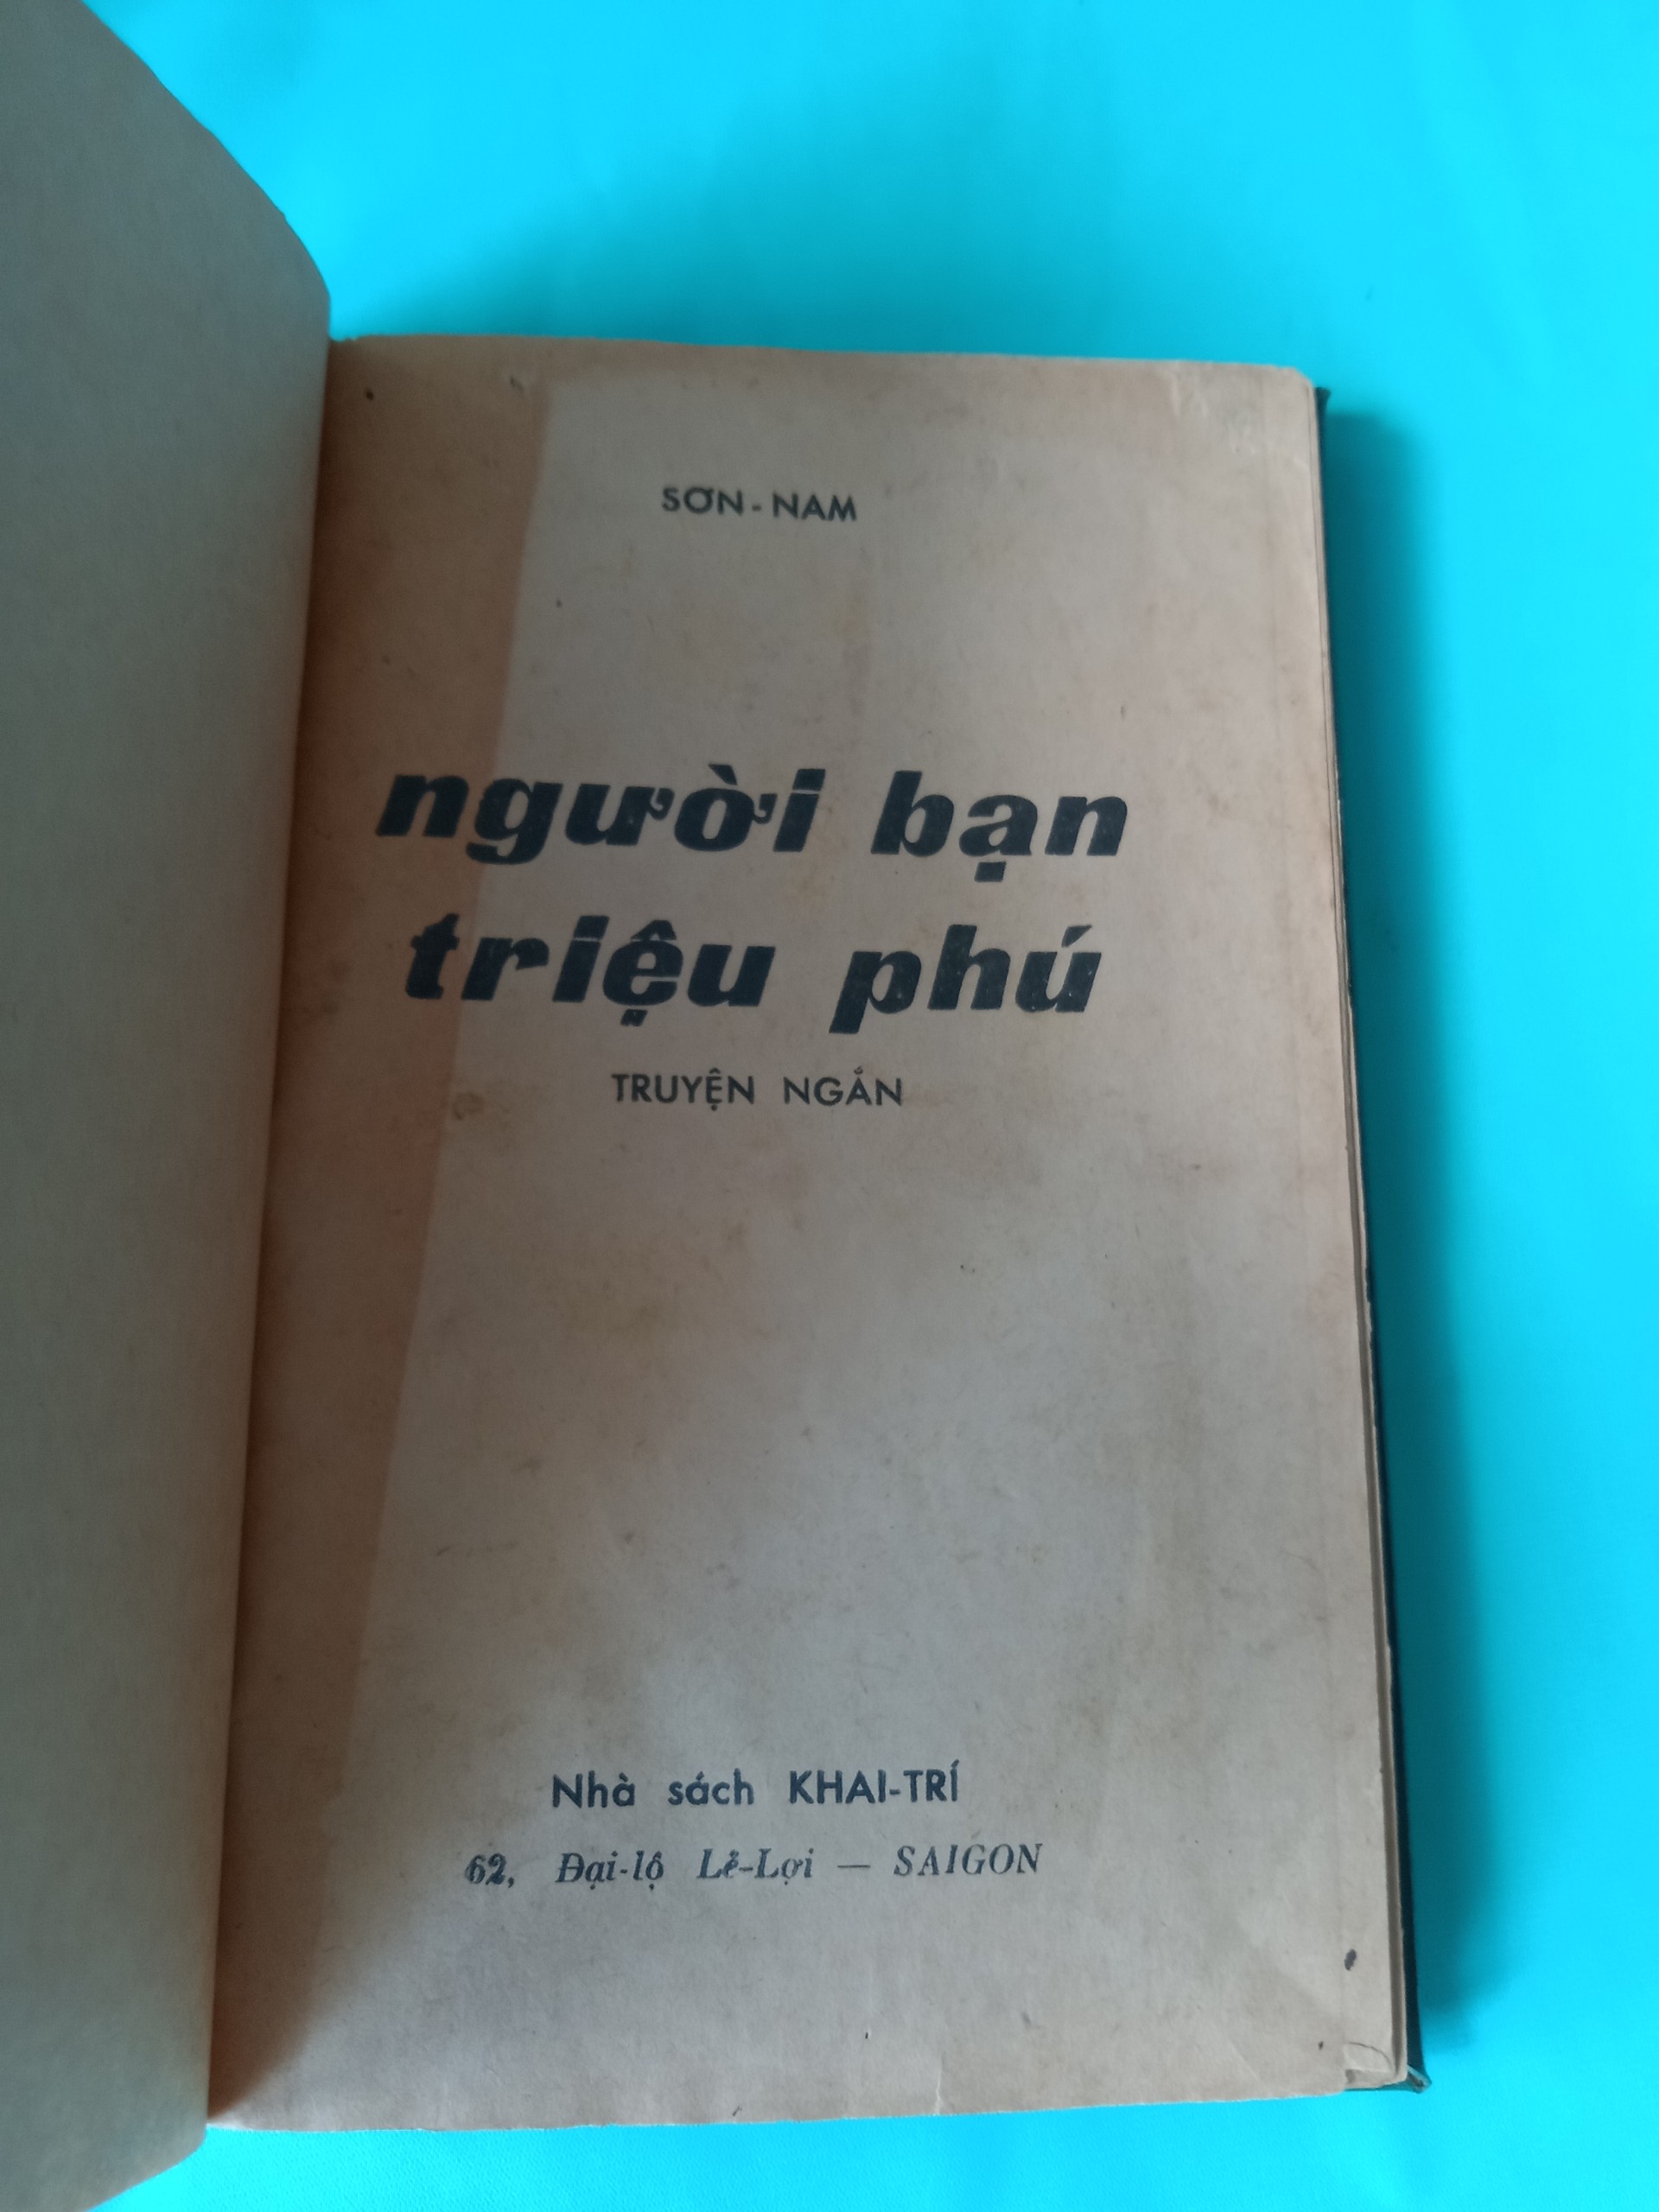 SƠN-NAM
người bạn
triệu phú
TRUYỆN NGẮN
Nhà sách KHAI-TRÍ
62, Đại-lộ Lê-Lợi — SAIGON